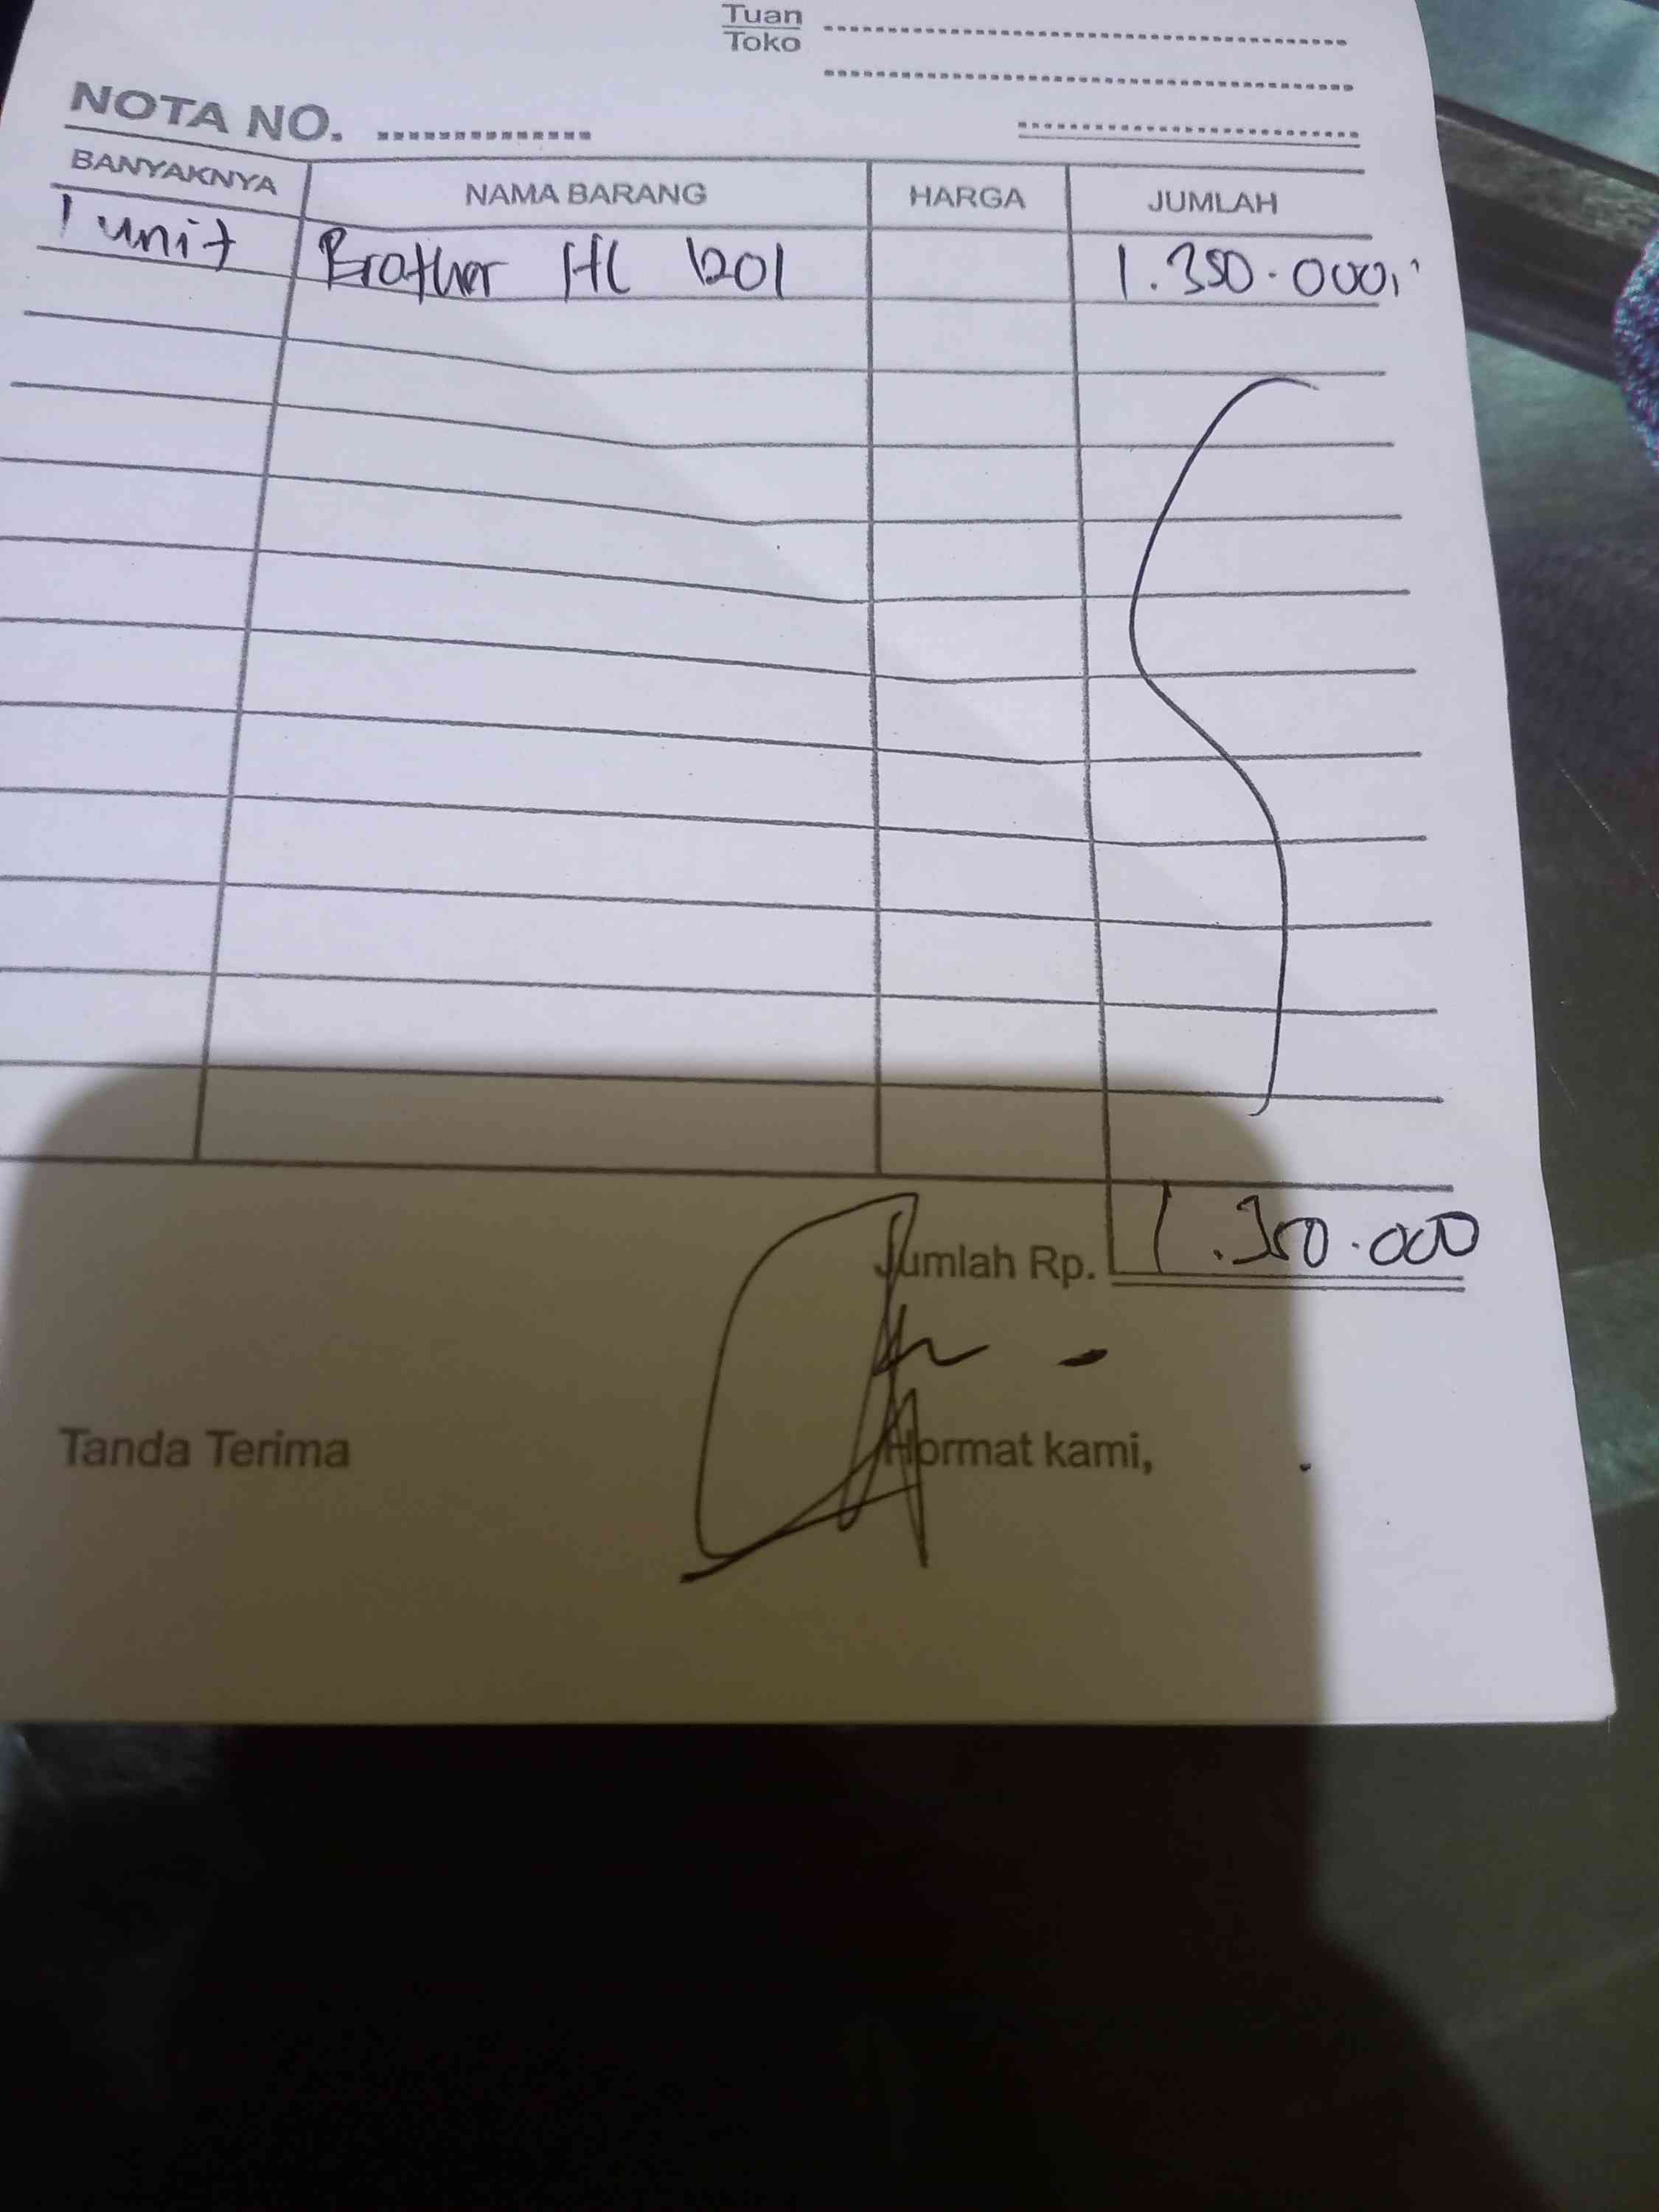 Tuan
Toko
NOTA NO.
BANYAKNYA NAMA BARANG HARGA JUMLAH
1 unit Brother HL 1201 1.350.000,-
Jumlah Rp. 1.350.000
Tanda Terima Hormat kami,